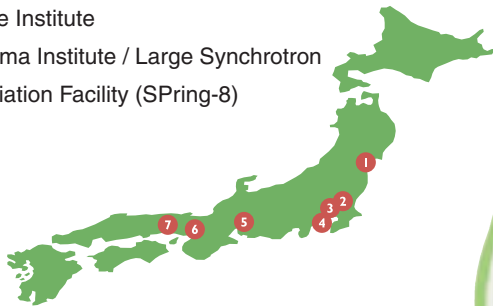 e Institute
ma Institute / Large Synchrotron
iation Facility (SPring-8)
1
2
3
4
5
6
7